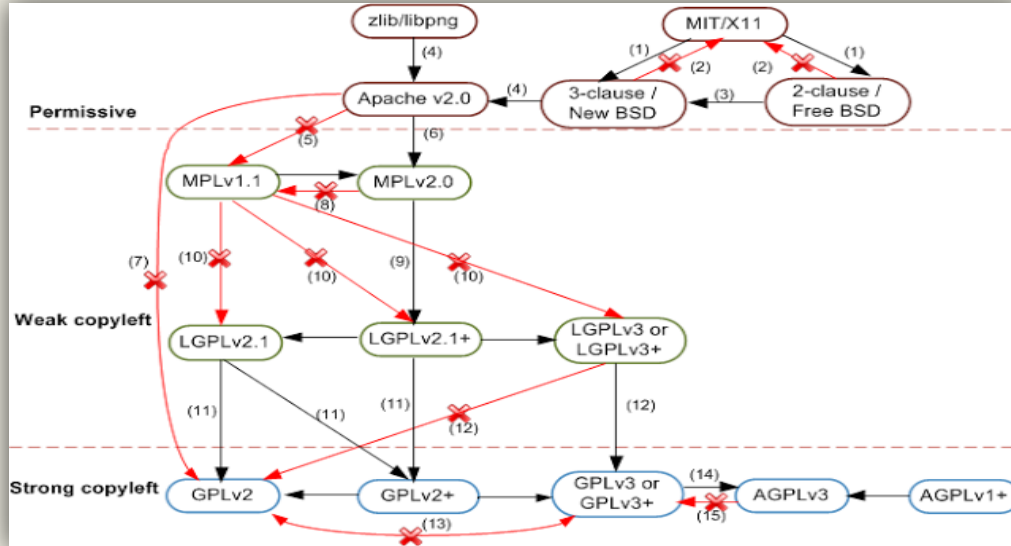 zlib/libpng
MIT/X11
(4)
(1)
(2)
(2)
(1)
Apache v2.0
(4)
3-clause /
New BSD
(3)
2-clause /
Free BSD
Permissive
(5)
(6)
MPLv1.1
MPLv2.0
(8)
(7)
(10)
(10)
(9)
(10)
Weak copyleft
LGPLv2.1
LGPLv2.1+
LGPLv3 or
LGPLv3+
(11)
(11)
(11)
(12)
(12)
Strong copyleft
GPLv2
GPLv2+
GPLv3 or
GPLv3+
(14)
(15)
AGPLv3
AGPLv1+
(13)